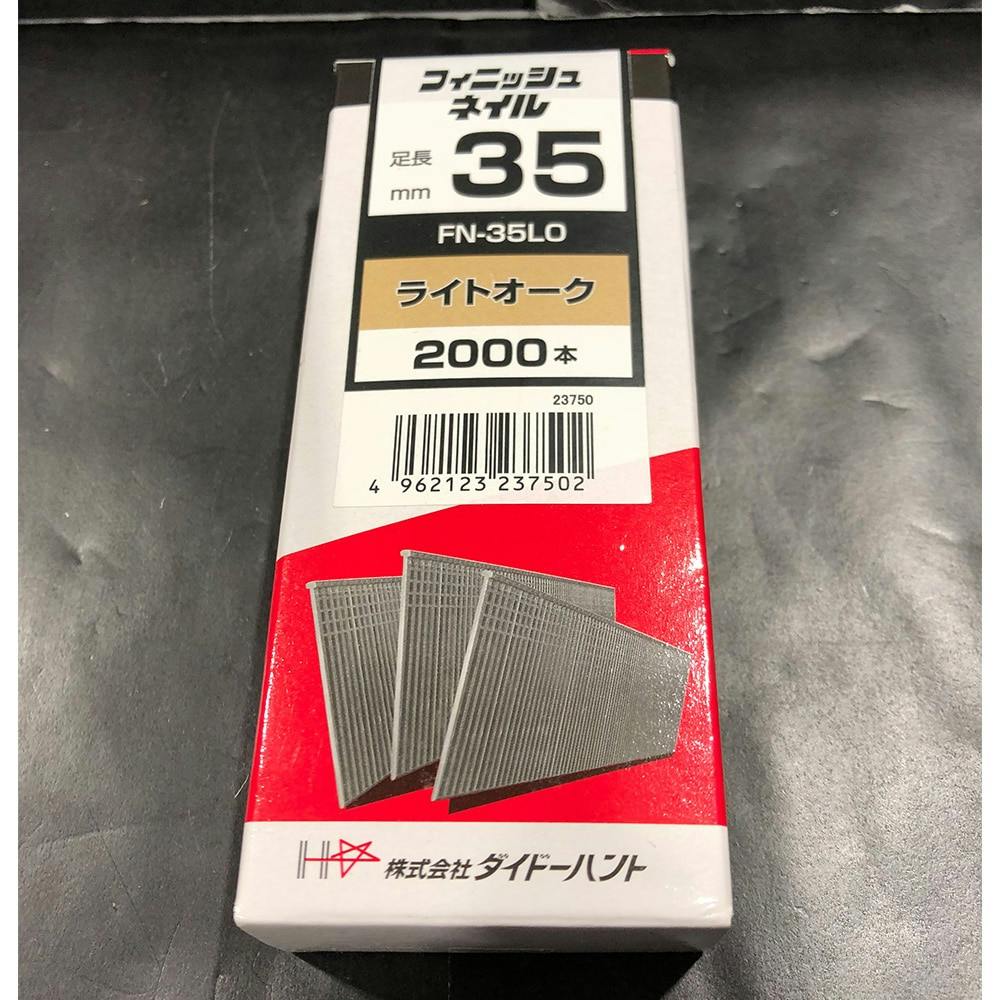 フィニッシュ
ネイル
足長
mm
35
FN-35LO
ライトオーク
2000本
23750
4 962123 237502
株式会社 ダイドーハント